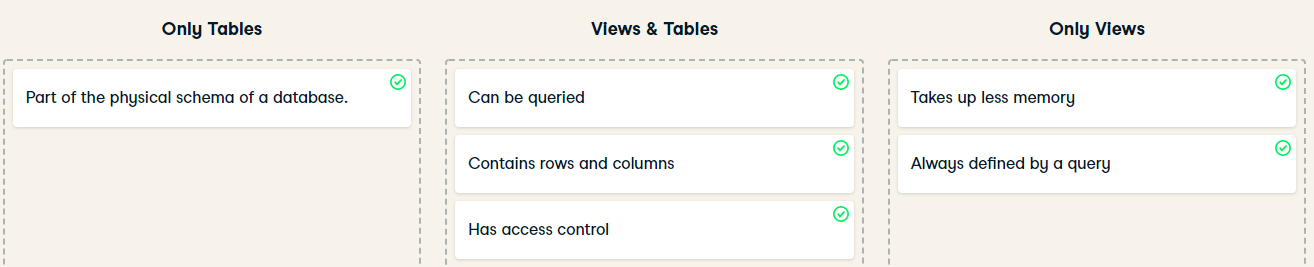 Only Tables
Part of the physical schema of a database.
Views & Tables
Can be queried
Contains rows and columns
Has access control
Only Views
Takes up less memory
Always defined by a query